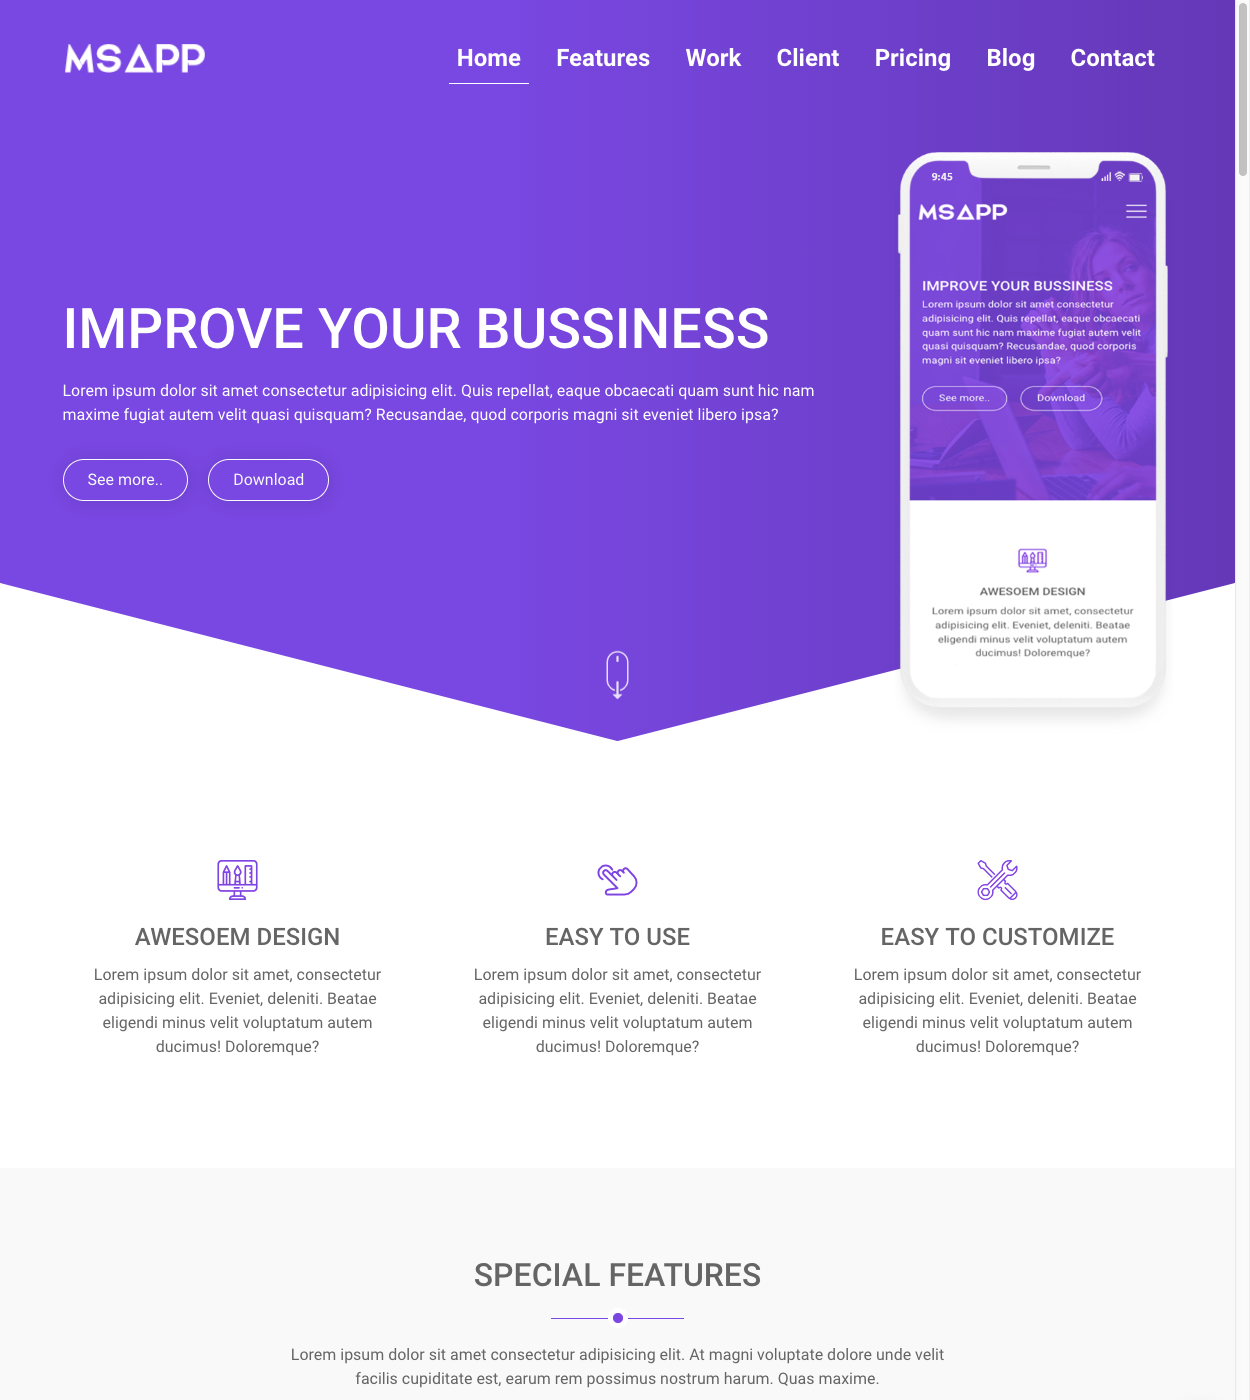 MSAPP
Home Features Work Client Pricing Blog Contact
IMPROVE YOUR BUSSINESS
Lorem ipsum dolor sit amet consectetur adipisicing elit. Quis repellat, eaque obcaecati quam sunt hic nam
maxime fugiat autem velit quasi quisquam? Recusandae, quod corporis magni sit eveniet libero ipsa?
See more.. Download
9:45
MSAPP
IMPROVE YOUR BUSSINESS
Lorem ipsum dolor sit amet consectetur
adipisicing elit. Quis repellat, eaque obcaecati
quam sunt hic nam maxime fugiat autem velit
quasi quisquam? Recusandae, quod corporis
magni sit eveniet libero ipsa?
See more.. Download
AWESOEM DESIGN
Lorem ipsum dolor sit amet, consectetur
adipisicing elit. Eveniet, deleniti. Beatae
eligendi minus velit voluptatum autem
ducimus! Doloremque?
AWESOEM DESIGN
Lorem ipsum dolor sit amet, consectetur
adipisicing elit. Eveniet, deleniti. Beatae
eligendi minus velit voluptatum autem
ducimus! Doloremque?
EASY TO USE
Lorem ipsum dolor sit amet, consectetur
adipisicing elit. Eveniet, deleniti. Beatae
eligendi minus velit voluptatum autem
ducimus! Doloremque?
EASY TO CUSTOMIZE
Lorem ipsum dolor sit amet, consectetur
adipisicing elit. Eveniet, deleniti. Beatae
eligendi minus velit voluptatum autem
ducimus! Doloremque?
SPECIAL FEATURES
Lorem ipsum dolor sit amet consectetur adipisicing elit. At magni voluptate dolore unde velit
facilis cupiditate est, earum rem possimus nostrum harum. Quas maxime.